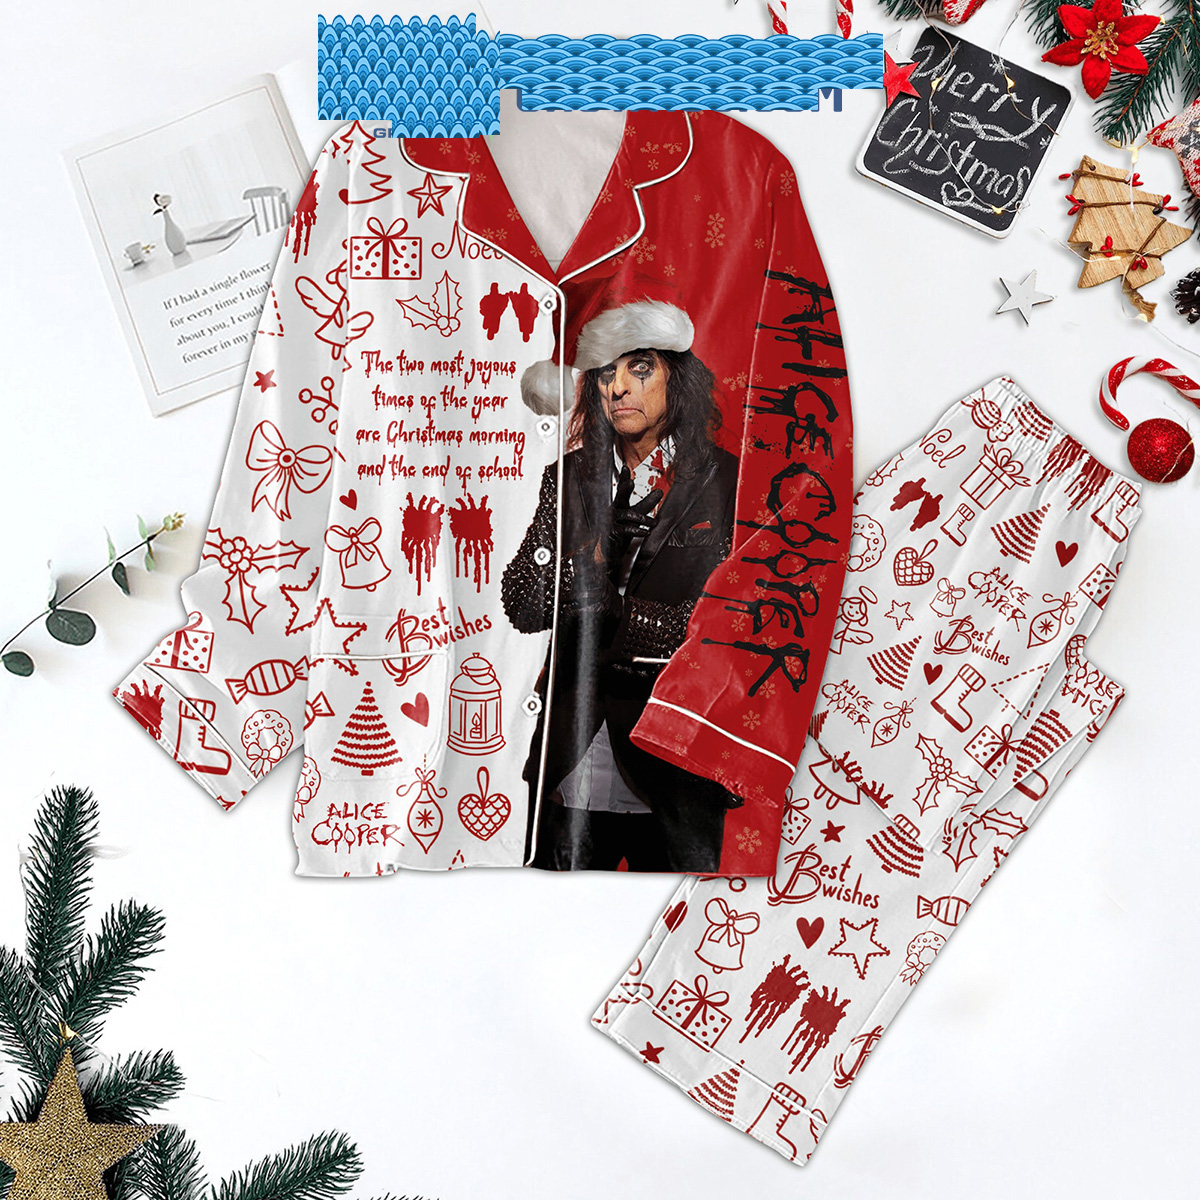 Merry
Christmas
If I had a single flower
for every time I think
about you, I could
forever in my
Noel
The two most joyous
times of the year
are Christmas morning
and the end of school
ALICE COOPER
Best
wishes
ALICE
COOPER
Noel
ALICE
COOPER
Best
wishes
ALICE
COOPER
Best
wishes